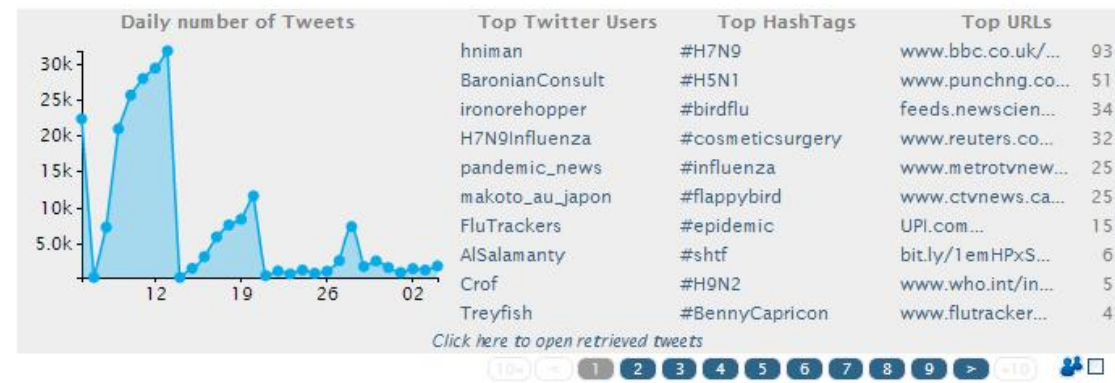 Daily number of Tweets
30k
25k
20k
15k
10k
5.0k
12 19 26 02
Top Twitter Users Top HashTags Top URLs
hniman #H7N9 www.bbc.co.uk/... 93
BaronianConsult #H5N1 www.punchng.co... 51
ironorehopper #birdflu feeds.newscien... 34
H7N9Influenza #cosmeticsurgery www.reuters.co... 32
pandemic_news #influenza www.metrotvnew... 25
makoto_au_japon #flappybird www.ctvnews.ca... 25
FluTrackers #epidemic UPI.com... 15
AlSalamanty #shtf bit.ly/1emHPxS... 6
Crof #H9N2 www.who.int/in... 5
Treyfish #BennyCapricon www.flutracker... 4
Click here to open retrieved tweets
10« < 1 2 3 4 5 6 7 8 9 > »10